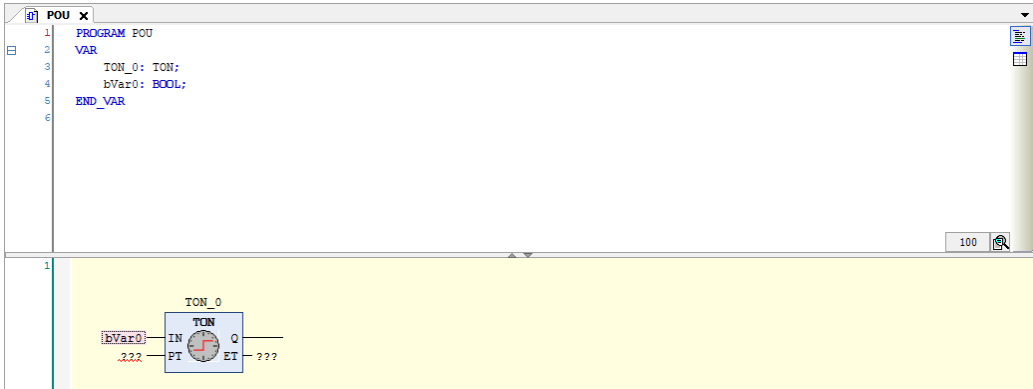 POU
1 PROGRAM POU
2 VAR
3 TON_0: TON;
4 bVar0: BOOL;
5 END_VAR
6
100
1
TON_0
TON
bVar0 IN Q
??? PT ET ???